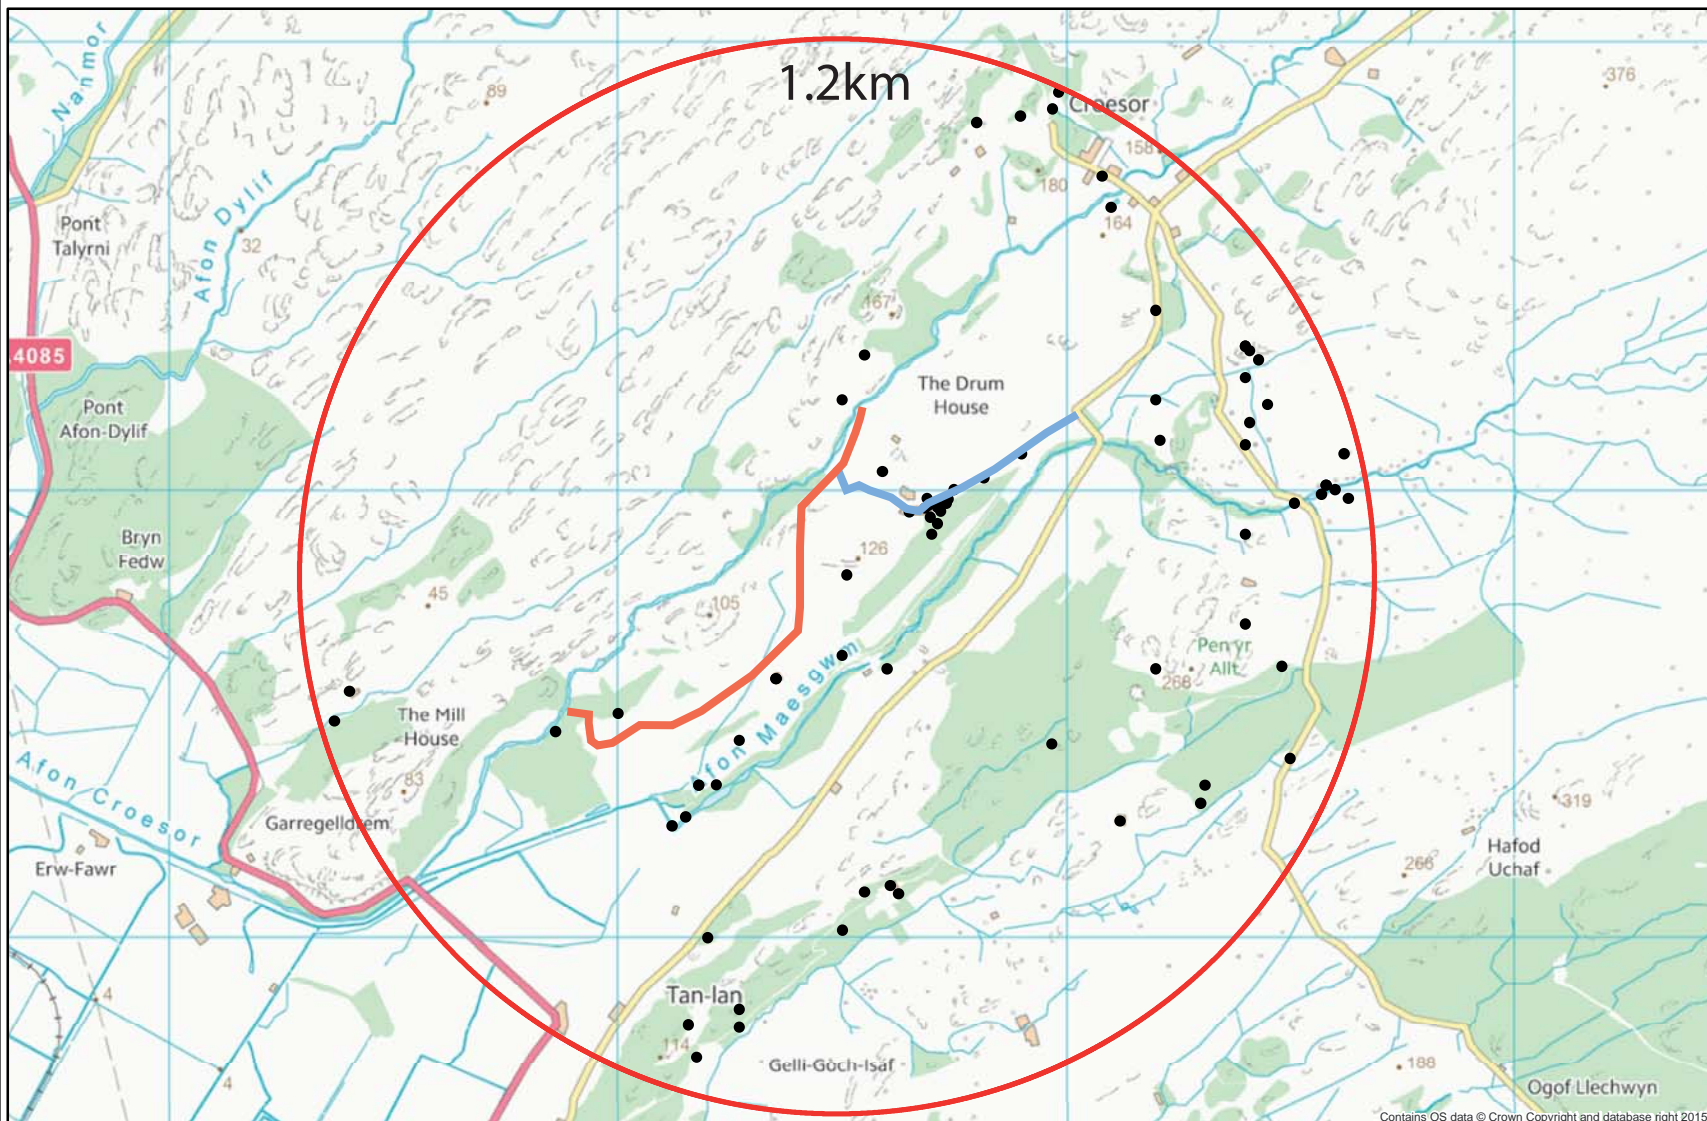 1.2km
Nanmor
89
376
Croesor
158
180
Pont
Talyrni
Afon Dylif
32
164
167
4085
The Drum
House
Pont
Afon-Dylif
Bryn
Fedw
126
45
105
Pen yr
Allt
268
The Mill
House
Afon Maesgwm
Afon Croesor
83
319
Garregelldrem
Hafod
Uchaf
266
Erw-Fawr
Tan-lan
4
114
Gelli-Goch-Isaf
188
4
Ogof Llechwyn
Contains OS data © Crown Copyright and database right 2015